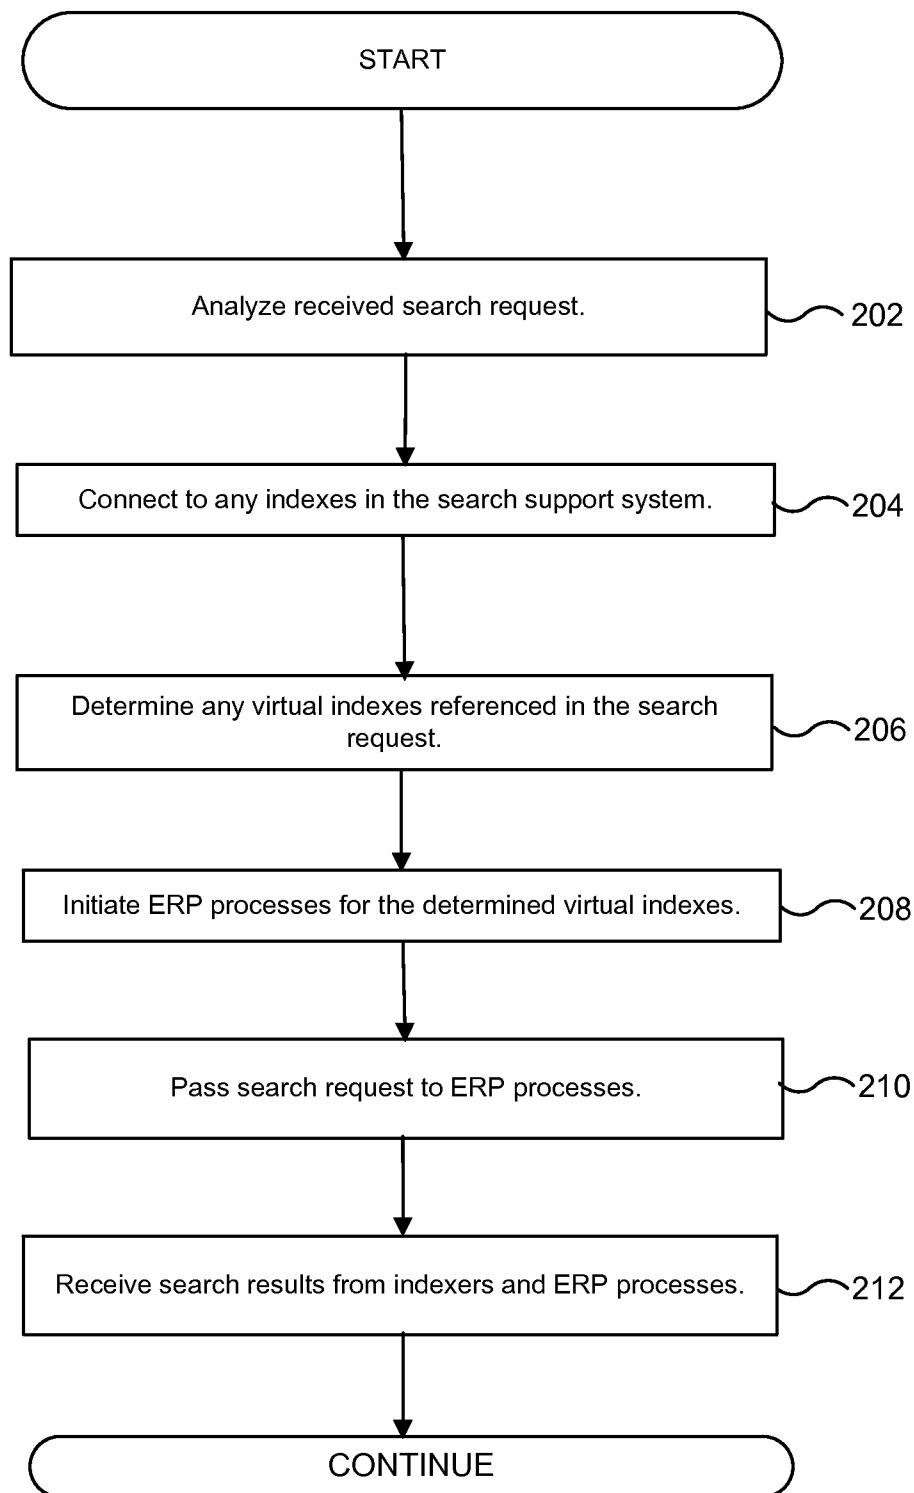 START
Analyze received search request.
202
Connect to any indexes in the search support system.
204
Determine any virtual indexes referenced in the search
request.
206
Initiate ERP processes for the determined virtual indexes.
208
Pass search request to ERP processes.
210
Receive search results from indexers and ERP processes.
212
CONTINUE